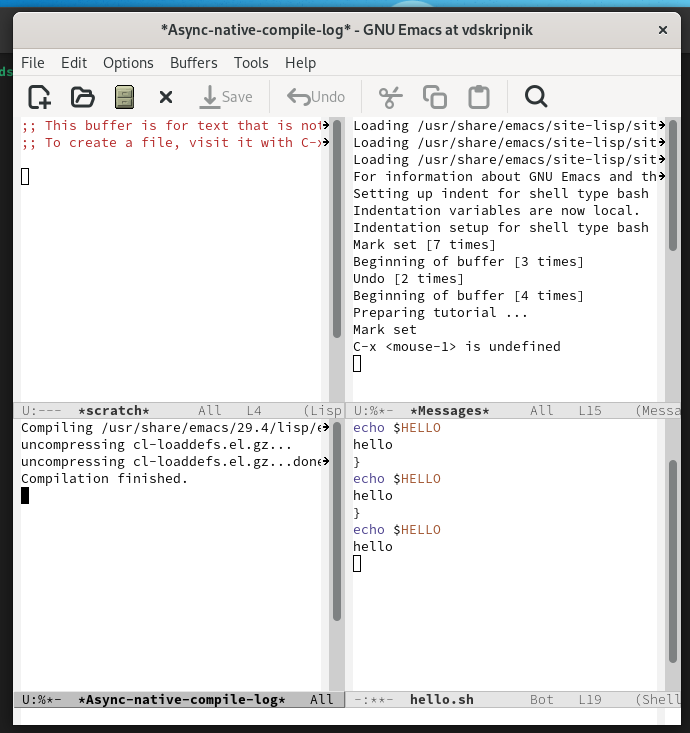 *Async-native-compile-log* - GNU Emacs at vdskripnik
ds
File Edit Options Buffers Tools Help
Save Undo
;; This buffer is for text that is not
;; To create a file, visit it with C-x
U:--- *scratch* All L4 (Lisp
Loading /usr/share/emacs/site-lisp/sit
Loading /usr/share/emacs/site-lisp/sit
Loading /usr/share/emacs/site-lisp/sit
For information about GNU Emacs and th
Setting up indent for shell type bash
Indentation variables are now local.
Indentation setup for shell type bash
Mark set [7 times]
Beginning of buffer [3 times]
Undo [2 times]
Beginning of buffer [4 times]
Preparing tutorial ...
Mark set
C-x <mouse-1> is undefined
U:%*- *Messages* All L15 (Messa
Compiling /usr/share/emacs/29.4/lisp/e
uncompressing cl-loaddefs.el.gz...
uncompressing cl-loaddefs.el.gz...done
Compilation finished.
U:%*- *Async-native-compile-log* All
echo $HELLO
hello
}
echo $HELLO
hello
}
echo $HELLO
hello
-:**- hello.sh Bot L19 (Shell